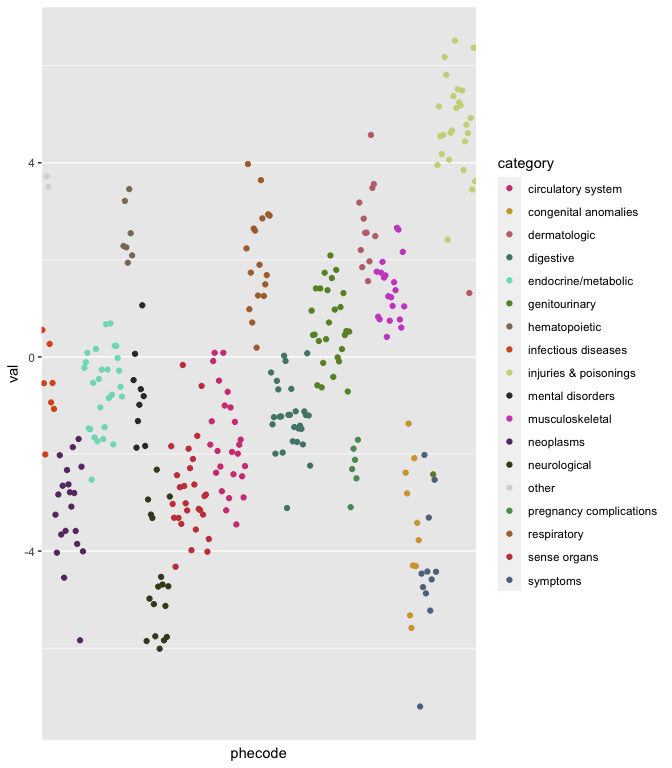 category
circulatory system
congenital anomalies
dermatologic
digestive
endocrine/metabolic
genitourinary
hematopoietic
infectious diseases
injuries & poisonings
mental disorders
musculoskeletal
neoplasms
neurological
other
pregnancy complications
respiratory
sense organs
symptoms
val
4
0
-4
phecode